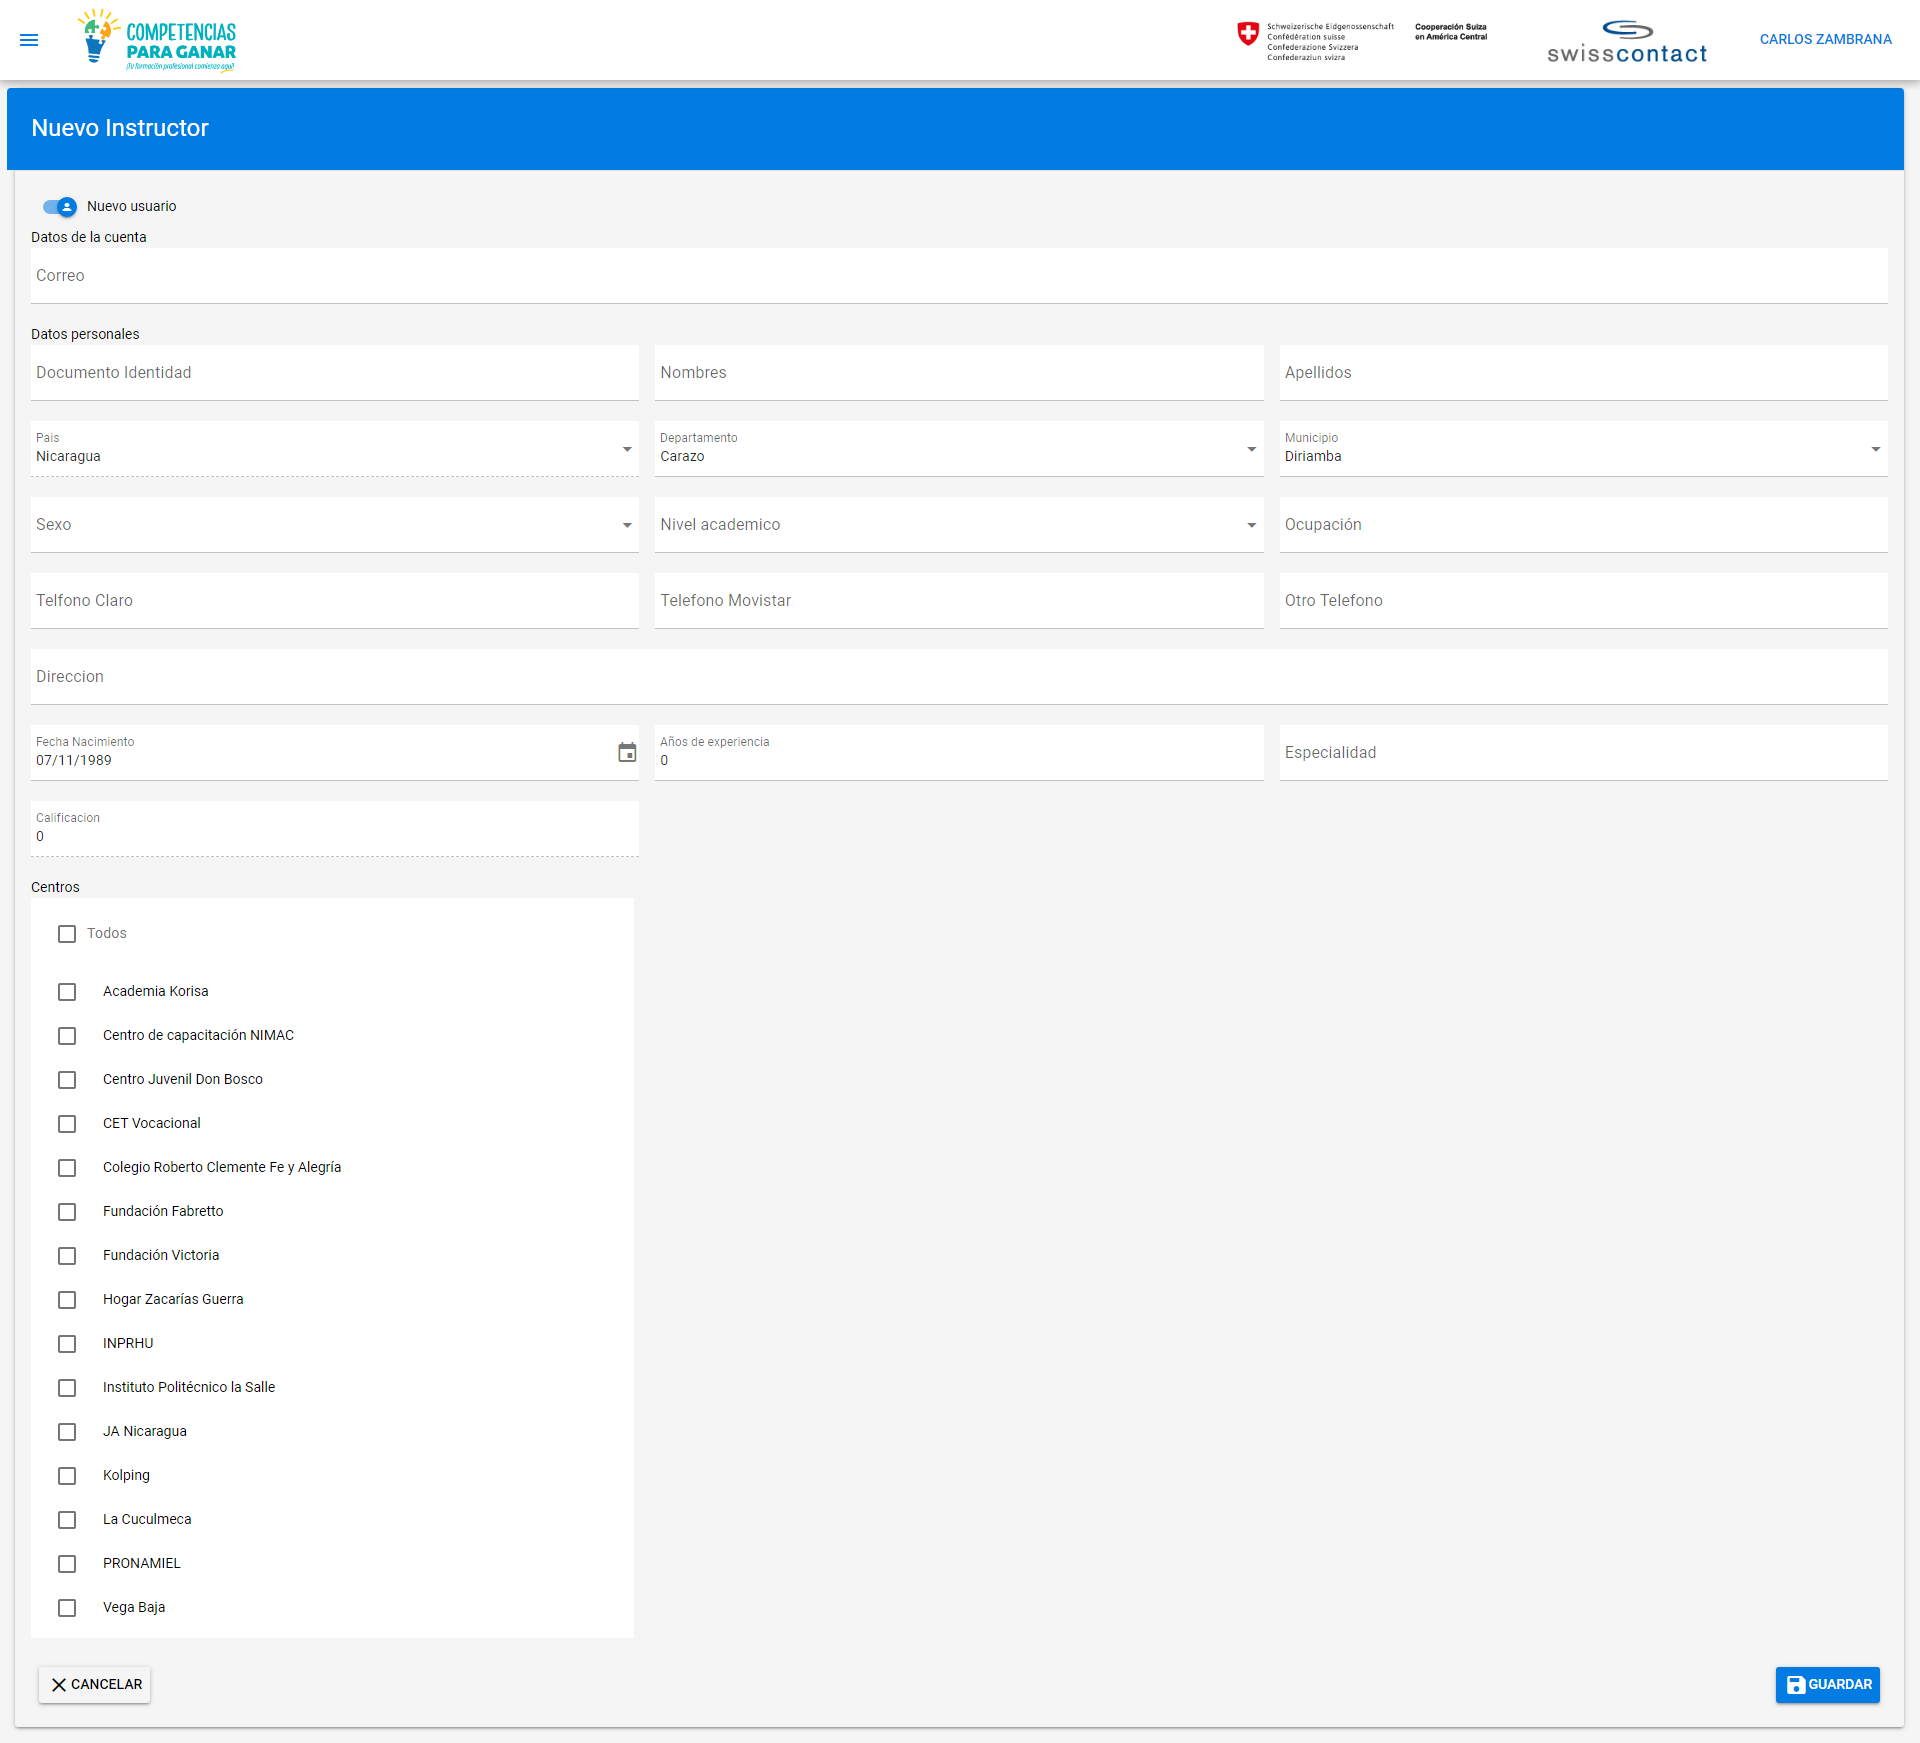 COMPETENCIAS
PARA GANAR
¡Tu formación profesional comienza aquí!
Schweizerische Eidgenossenschaft
Confédération suisse
Confederazione Svizzera
Confederaziun svizra
Cooperación Suiza
en América Central
swisscontact
CARLOS ZAMBRANA
Nuevo Instructor
Nuevo usuario
Datos de la cuenta
Correo
Datos personales
Documento Identidad
Nombres
Apellidos
Pais
Nicaragua
Departamento
Carazo
Municipio
Diriamba
Sexo
Nivel academico
Ocupación
Telfono Claro
Telefono Movistar
Otro Telefono
Direccion
Fecha Nacimiento
07/11/1989
Años de experiencia
0
Especialidad
Calificacion
0
Centros
Todos
Academia Korisa
Centro de capacitación NIMAC
Centro Juvenil Don Bosco
CET Vocacional
Colegio Roberto Clemente Fe y Alegría
Fundación Fabretto
Fundación Victoria
Hogar Zacarías Guerra
INPRHU
Instituto Politécnico la Salle
JA Nicaragua
Kolping
La Cuculmeca
PRONAMIEL
Vega Baja
CANCELAR
GUARDAR